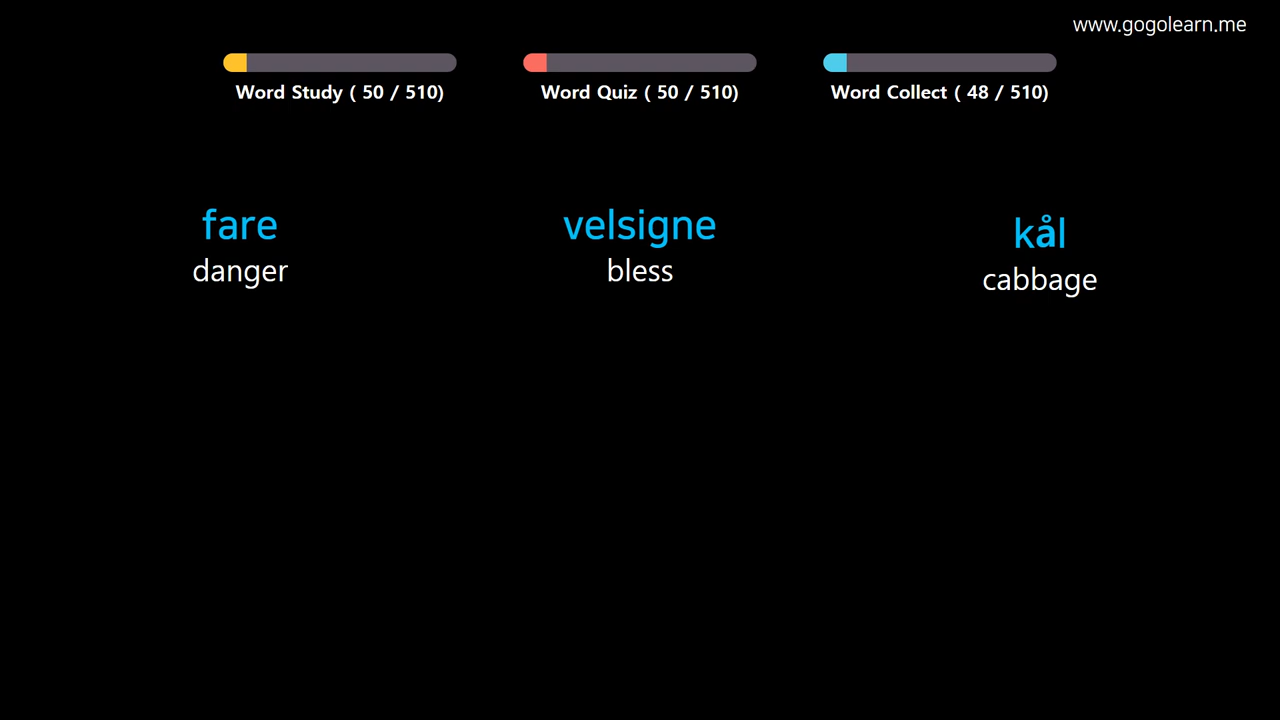 www.gogolearn.me
Word Study ( 50 / 510)
Word Quiz ( 50 / 510)
Word Collect ( 48 / 510)
fare
danger
velsigne
bless
kål
cabbage